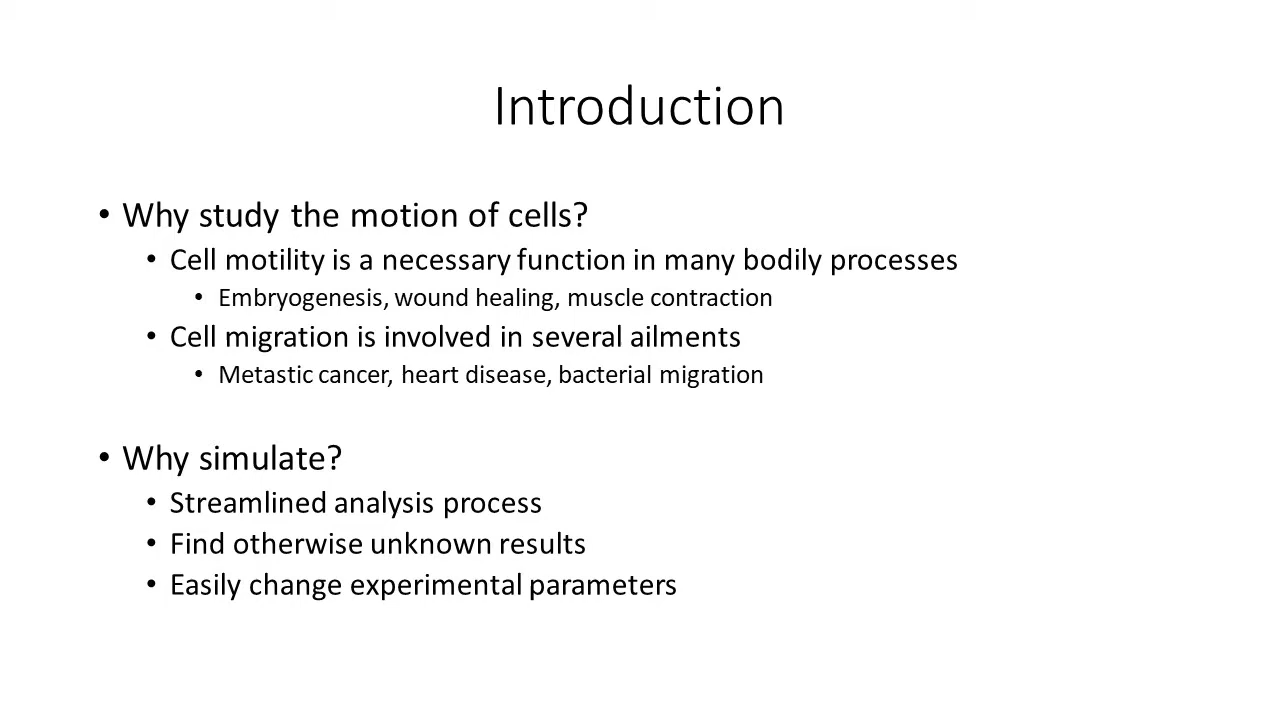 Introduction
• Why study the motion of cells?
• Cell motility is a necessary function in many bodily processes
• Embryogenesis, wound healing, muscle contraction
• Cell migration is involved in several ailments
• Metastic cancer, heart disease, bacterial migration
• Why simulate?
• Streamlined analysis process
• Find otherwise unknown results
• Easily change experimental parameters